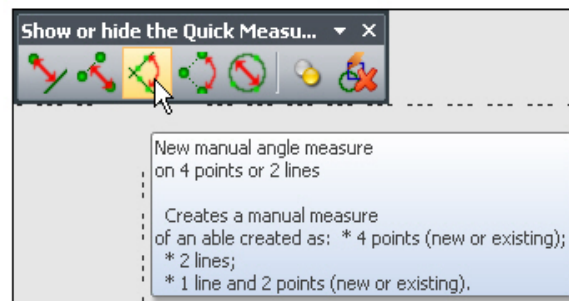 Show or hide the Quick Measu...
New manual angle measure
on 4 points or 2 lines
Creates a manual measure
of an able created as: * 4 points (new or existing);
* 2 lines;
* 1 line and 2 points (new or existing).